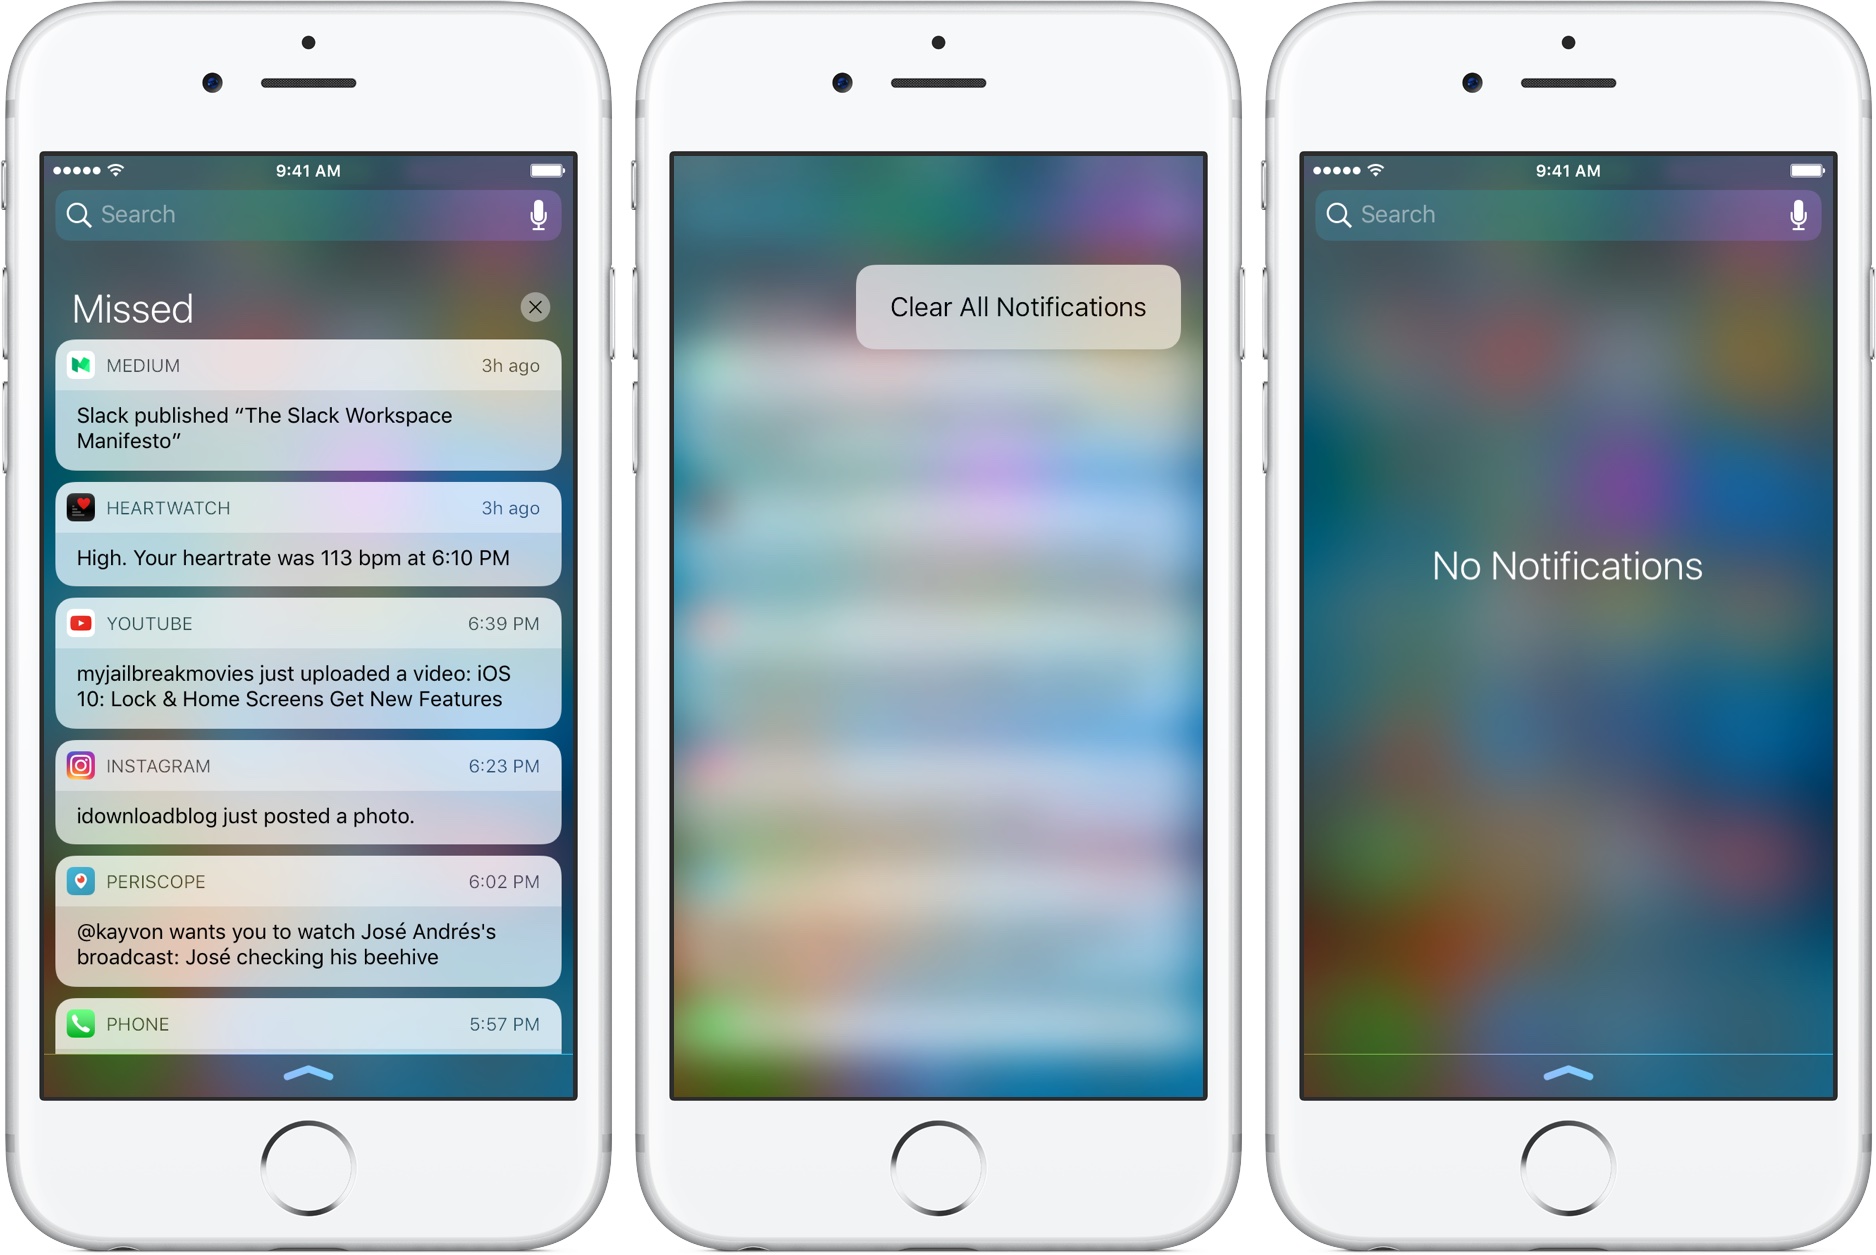 9:41 AM
Search
Missed
MEDIUM 3h ago
Slack published “The Slack Workspace
Manifesto”
HEARTWATCH 3h ago
High. Your heartrate was 113 bpm at 6:10 PM
YOUTUBE 6:39 PM
myjailbreakmovies just uploaded a video: iOS
10: Lock & Home Screens Get New Features
INSTAGRAM 6:23 PM
idownloadblog just posted a photo.
PERISCOPE 6:02 PM
@kayvon wants you to watch José Andrés's
broadcast: José checking his beehive
PHONE 5:57 PM
Clear All Notifications
9:41 AM
Search
No Notifications